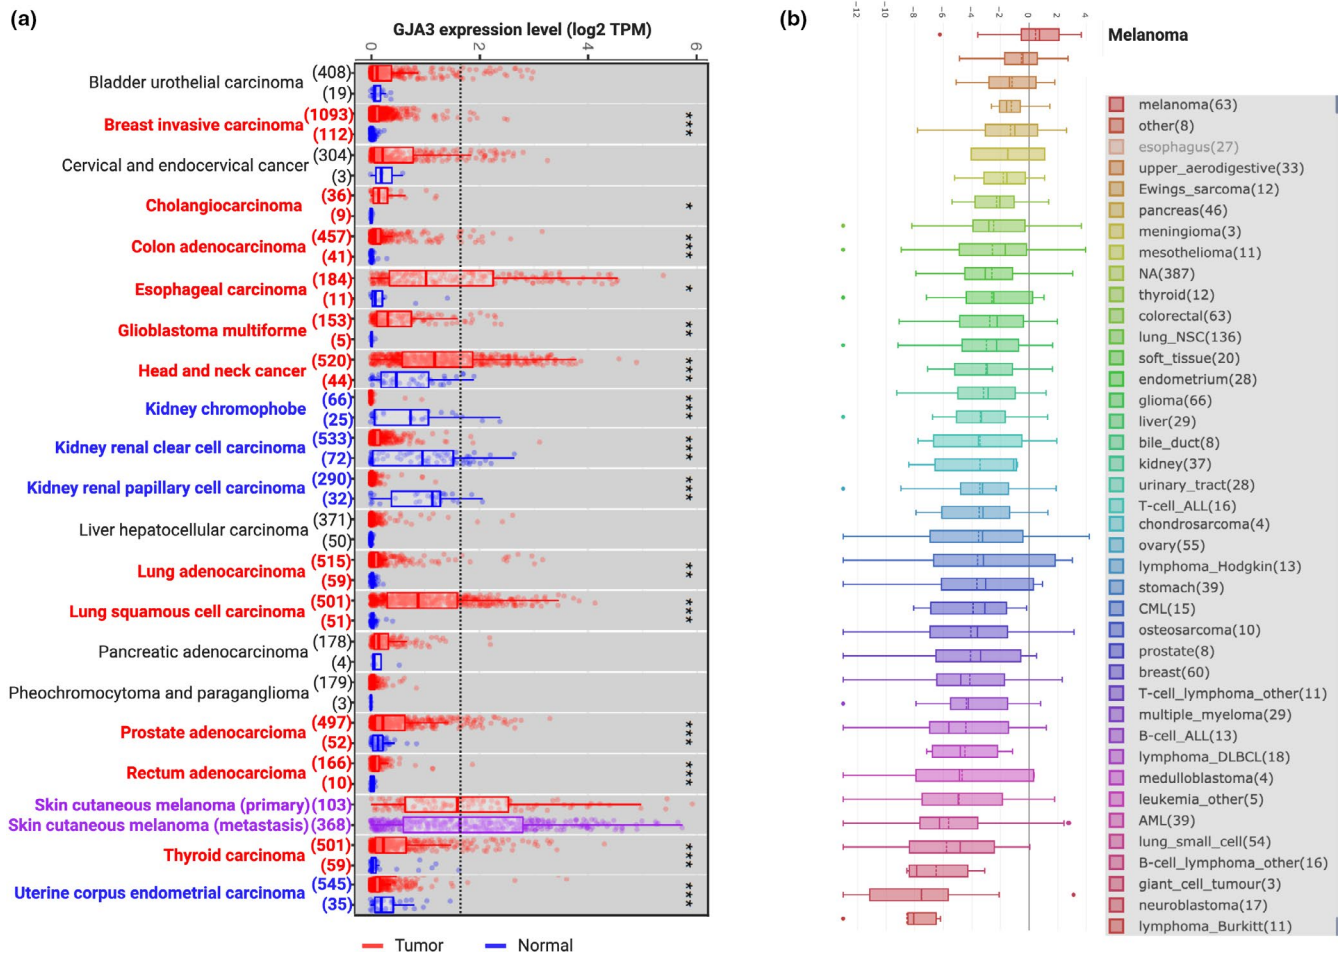 (a)
GJA3 expression level (log2 TPM)
0 2 4 6
Bladder urothelial carcinoma (408)
(19)
Breast invasive carcinoma (1093)
(112)
***
Cervical and endocervical cancer (304)
(3)
Cholangiocarcinoma (36)
(9)
*
Colon adenocarcinoma (457)
(41)
***
Esophageal carcinoma (184)
(11)
*
Glioblastoma multiforme (153)
(5)
**
Head and neck cancer (520)
(44)
***
Kidney chromophobe (66)
(25)
***
Kidney renal clear cell carcinoma (533)
(72)
***
Kidney renal papillary cell carcinoma (290)
(32)
***
Liver hepatocellular carcinoma (371)
(50)
Lung adenocarcinoma (515)
(59)
**
Lung squamous cell carcinoma (501)
(51)
***
Pancreatic adenocarcinoma (178)
(4)
Pheochromocytoma and paraganglioma (179)
(3)
Prostate adenocarcioma (497)
(52)
***
Rectum adenocarcioma (166)
(10)
***
Skin cutaneous melanoma (primary) (103)
Skin cutaneous melanoma (metastasis) (368)
Thyroid carcinoma (501)
(59)
***
Uterine corpus endometrial carcinoma (545)
(35)
***
Tumor Normal
(b)
-12 -10 -8 -6 -4 -2 0 2 4
Melanoma
melanoma(63)
other(8)
esophagus(27)
upper_aerodigestive(33)
Ewings_sarcoma(12)
pancreas(46)
meningioma(3)
mesothelioma(11)
NA(387)
thyroid(12)
colorectal(63)
lung_NSC(136)
soft_tissue(20)
endometrium(28)
glioma(66)
liver(29)
bile_duct(8)
kidney(37)
urinary_tract(28)
T-cell_ALL(16)
chondrosarcoma(4)
ovary(55)
lymphoma_Hodgkin(13)
stomach(39)
CML(15)
osteosarcoma(10)
prostate(8)
breast(60)
T-cell_lymphoma_other(11)
multiple_myeloma(29)
B-cell_ALL(13)
lymphoma_DLBCL(18)
medulloblastoma(4)
leukemia_other(5)
AML(39)
lung_small_cell(54)
B-cell_lymphoma_other(16)
giant_cell_tumour(3)
neuroblastoma(17)
lymphoma_Burkitt(11)